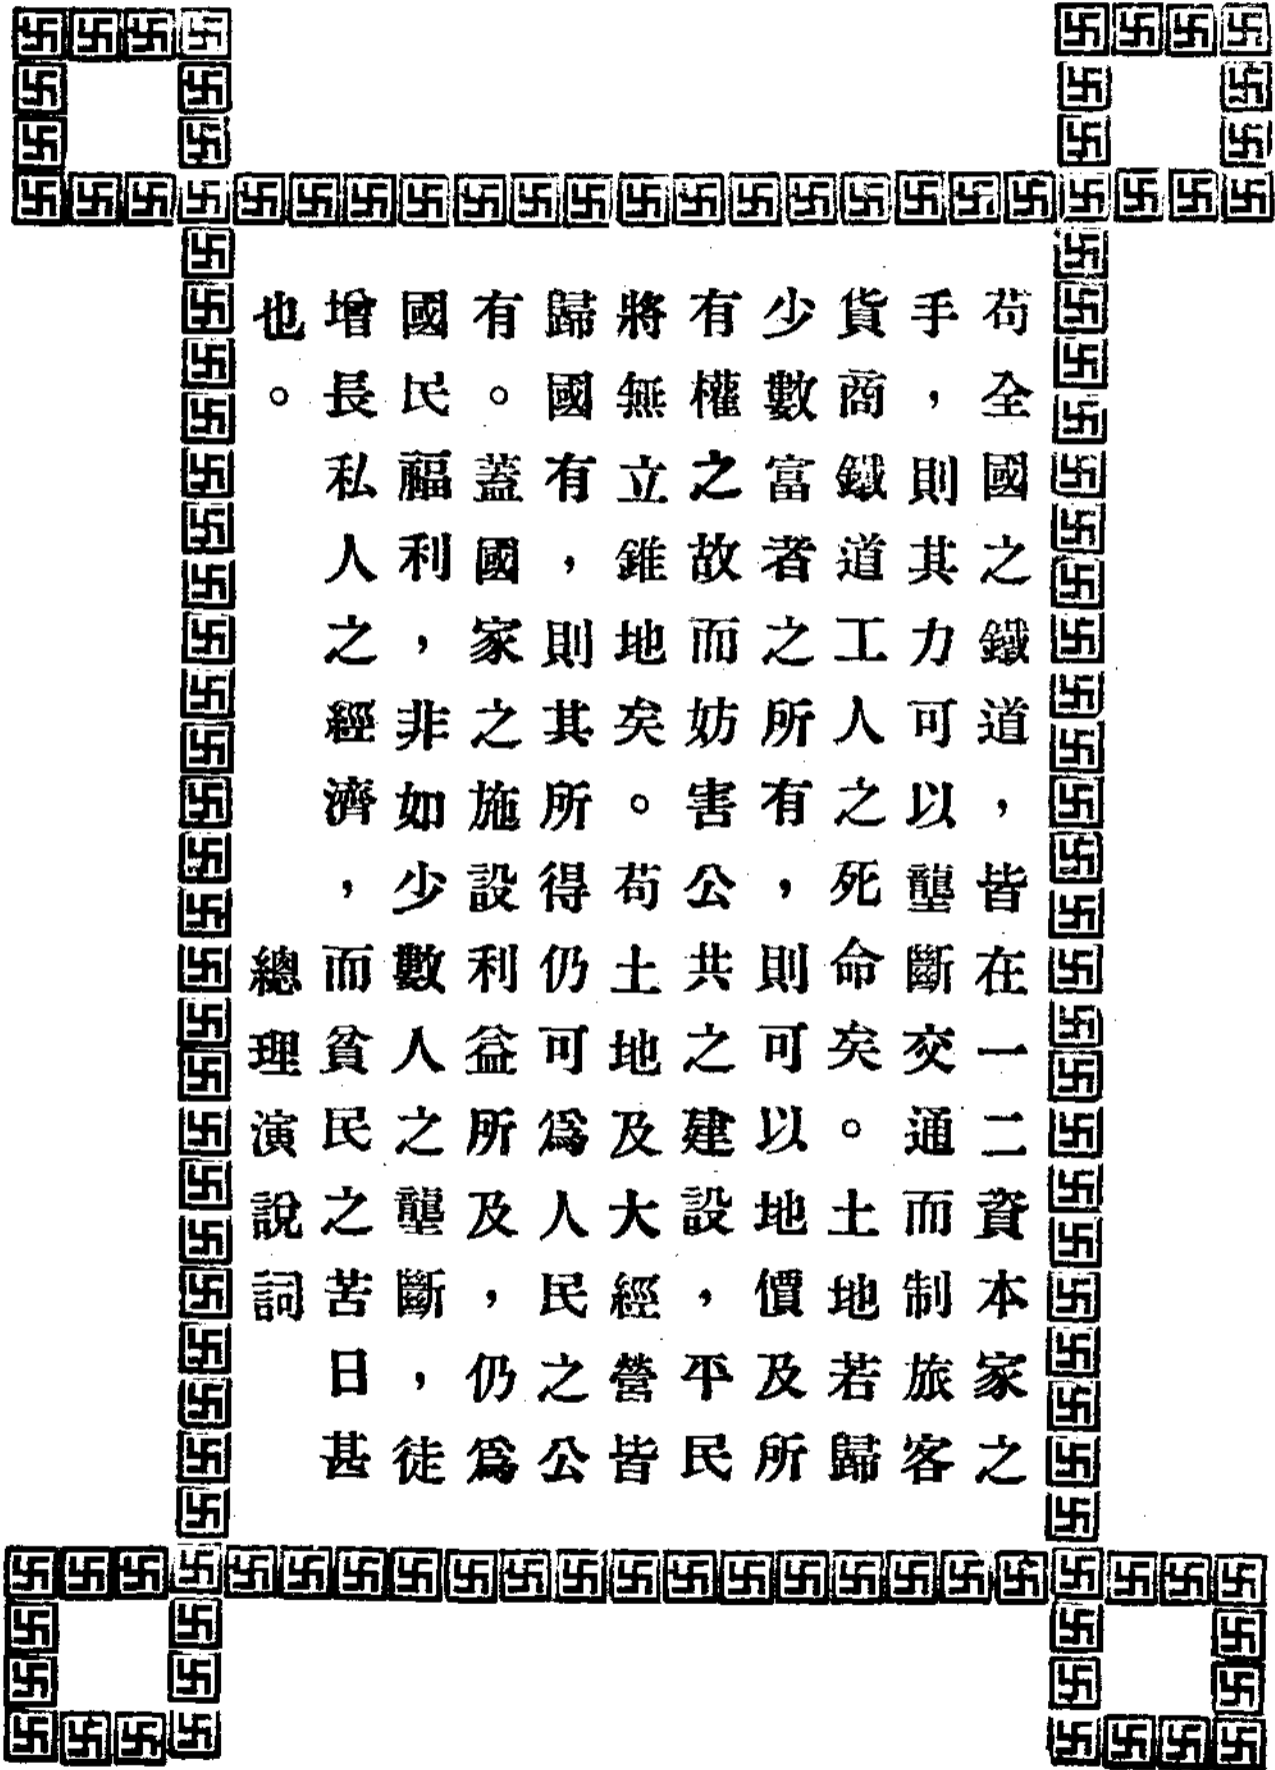 苟全國之鐵道，皆在一二資本家之
手，則其力可以壟斷交通而制旅客
貨商鐵道工人之死命矣。土地若歸
少數富者之所有，則可以地價及所
有權之故而妨害公共之建設，平民
將無立錐地矣。苟土地及大經營皆
歸國有，則其所得仍可爲人民之公
有。蓋國家之施設利益所及，仍爲
國民福利，非如少數人之壟斷，徒
增長私人之經濟，而貧民之苦日甚
也。
總理演說詞